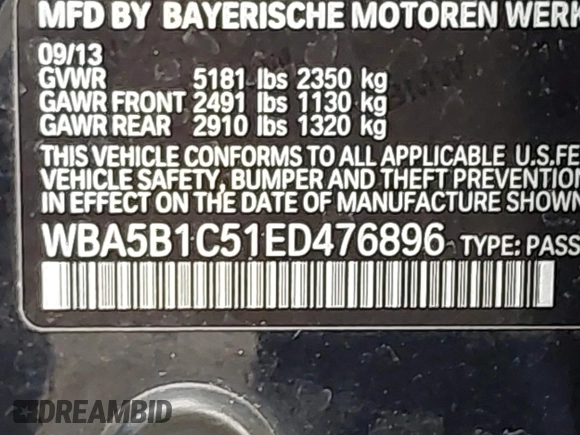 MFD BY BAYERISCHE MOTOREN WERK
09/13
GVWR 5181 lbs 2350 kg
GAWR FRONT 2491 lbs 1130 kg
GAWR REAR 2910 lbs 1320 kg
THIS VEHICLE CONFORMS TO ALL APPLICABLE U.S.FE
VEHICLE SAFETY, BUMPER AND THEFT PREVENTION
IN EFFECT ON THE DATE OF MANUFACTURE SHOWN
WBA5B1C51ED476896 TYPE: PASS
DREAMBID